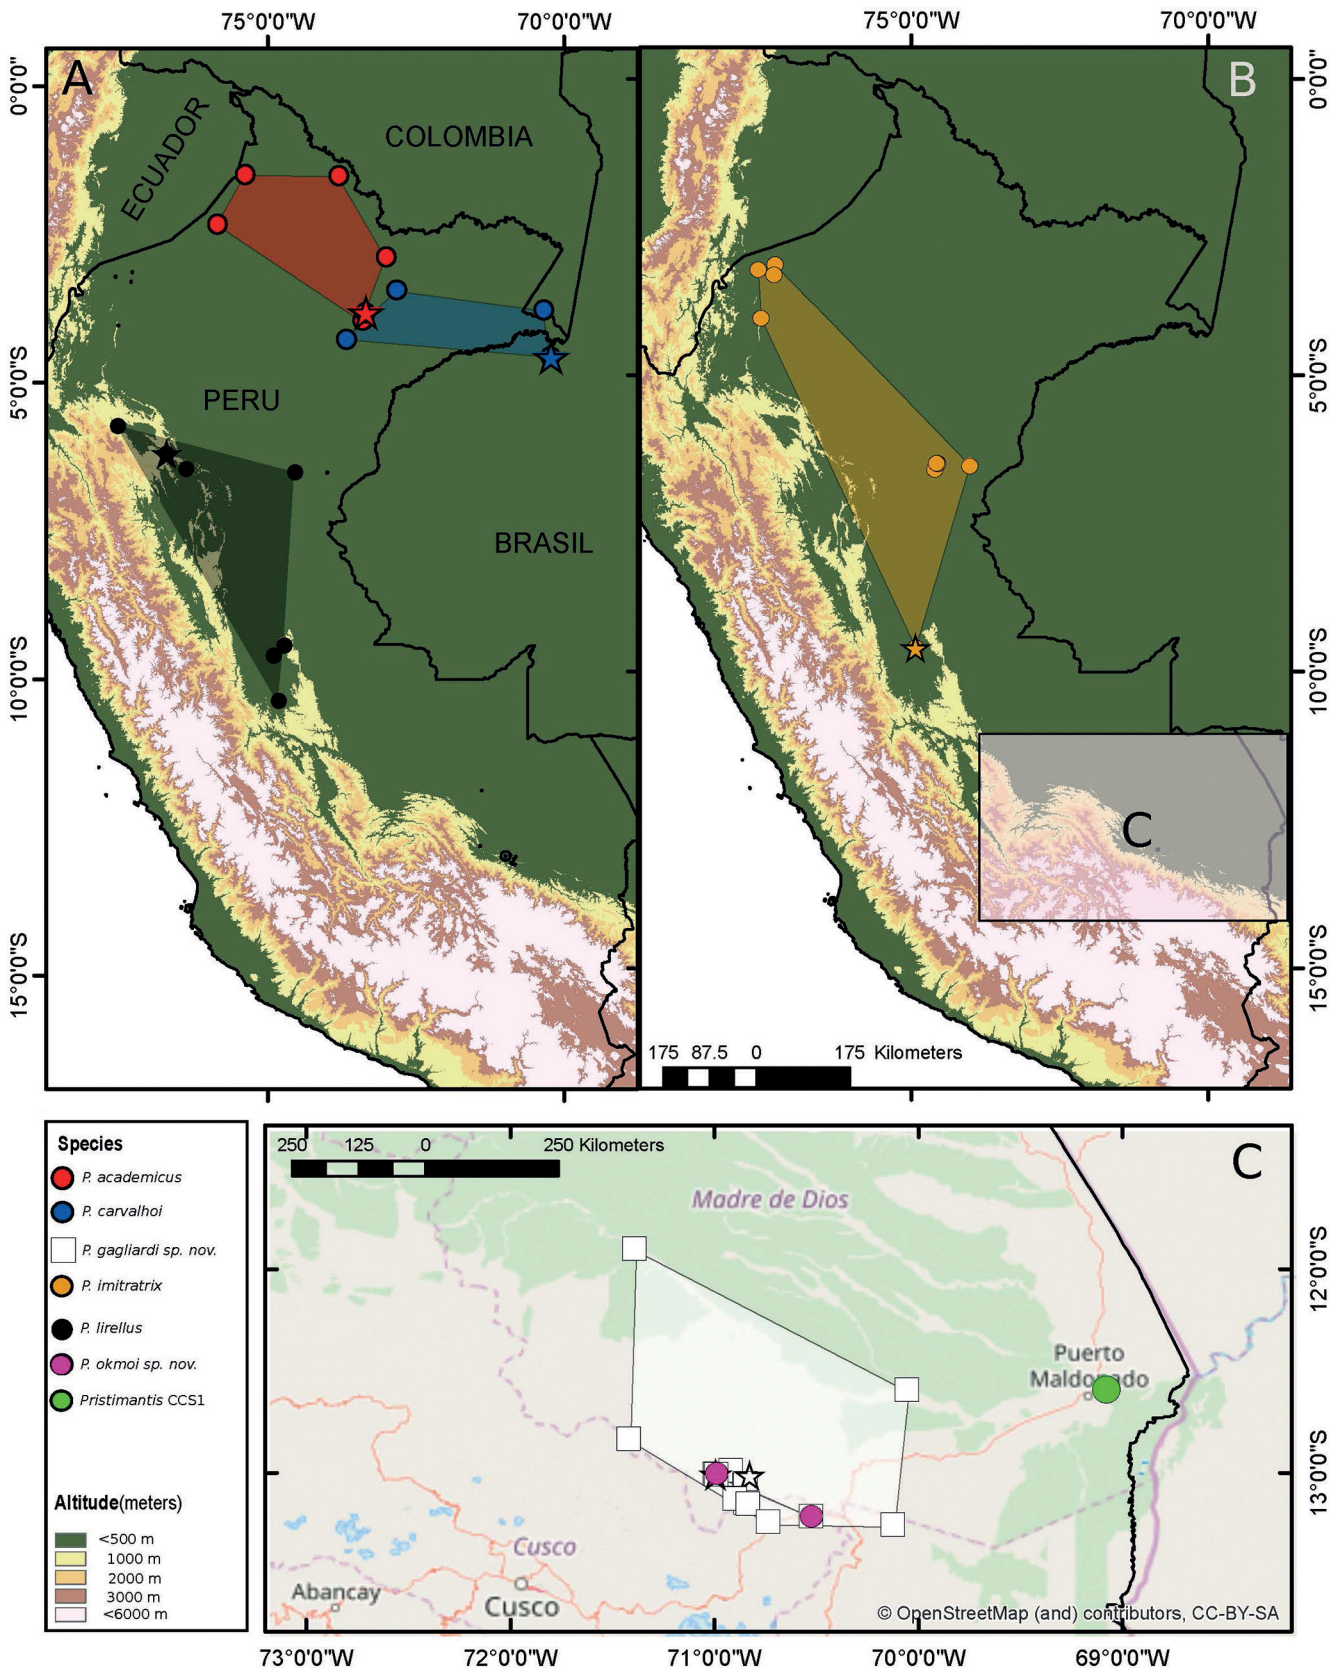 75°0'0"W
70°0'0"W
75°0'0"W
70°0'0"W
A
B
0°0'0"
0°0'0"
ECUADOR
COLOMBIA
5°0'0"S
5°0'0"S
PERU
BRASIL
10°0'0"S
10°0'0"S
C
15°0'0"S
15°0'0"S
175 87.5 0 175 Kilometers
Species
P. academicus
P. carvalhoi
P. gagliardi sp. nov.
P. imitratrix
P. lirellus
P. okmoi sp. nov.
Pristimantis CCS1
Altitude(meters)
<500 m
1000 m
2000 m
3000 m
<6000 m
250 125 0 250 Kilometers
C
Madre de Dios
12°0'0"S
Puerto
Maldonado
13°0'0"S
Cusco
Abancay
Cusco
© OpenStreetMap (and) contributors, CC-BY-SA
73°0'0"W
72°0'0"W
71°0'0"W
70°0'0"W
69°0'0"W